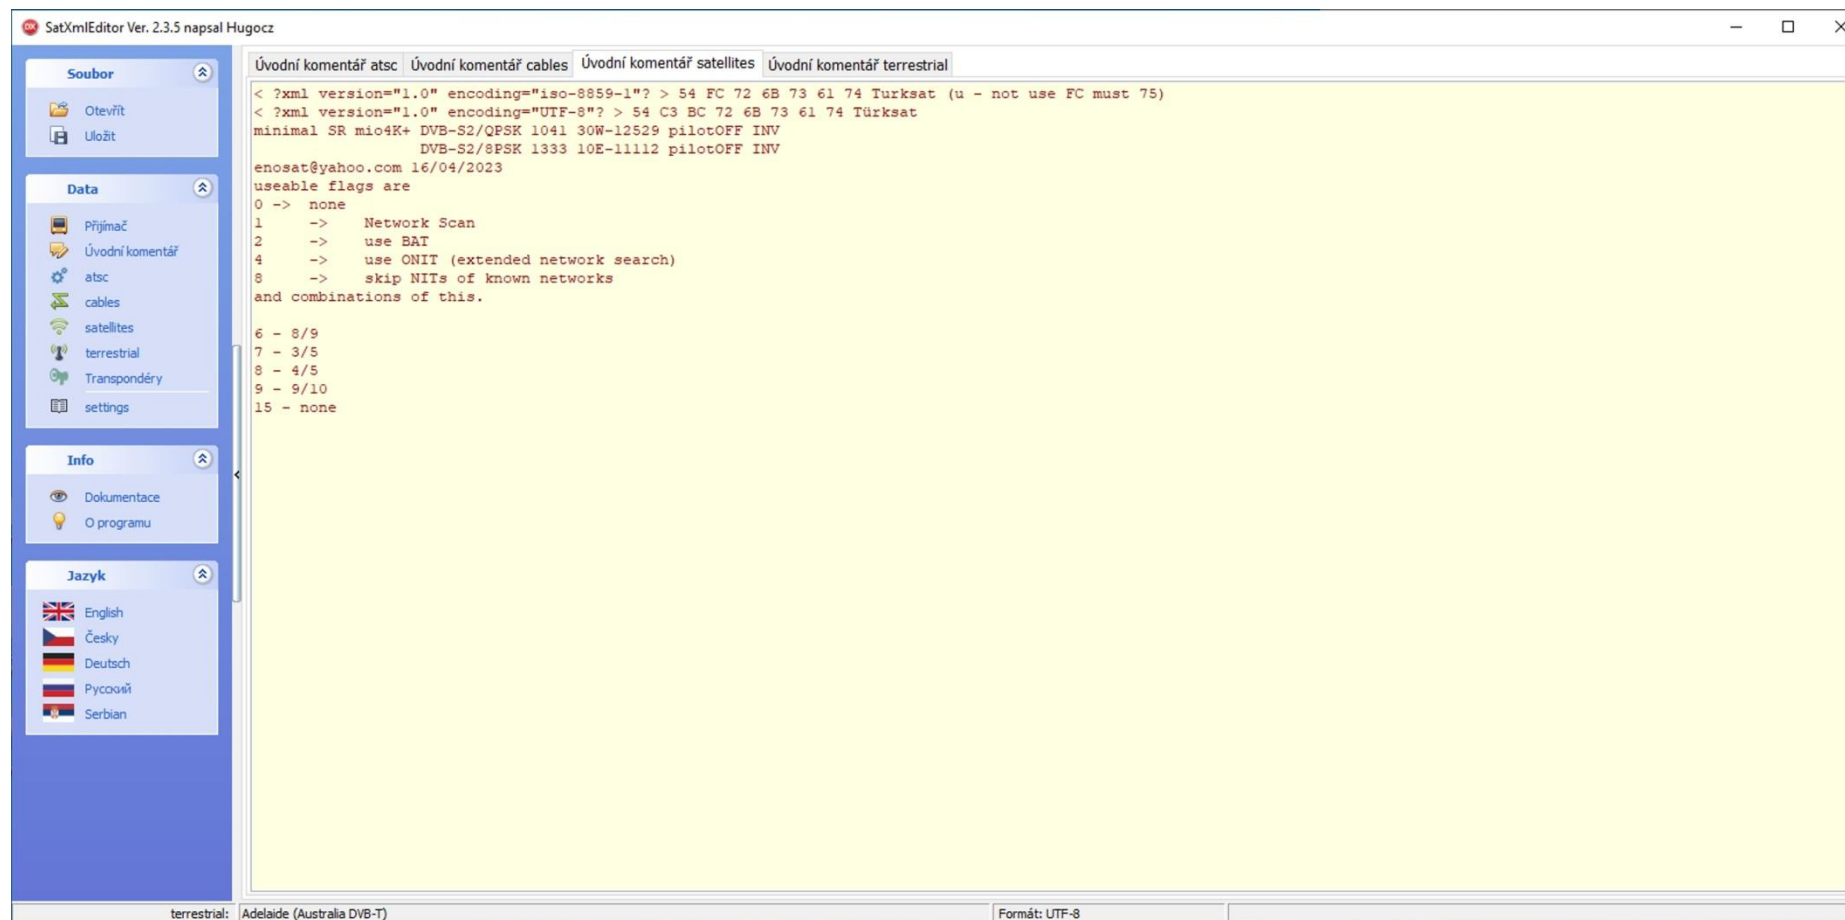 SatXmlEditor Ver. 2.3.5 napsal Hugocz
Soubor
Otevřít
Uložit
Data
Přijímač
Úvodní komentář
atsc
cables
satellites
terrestrial
Transpondéry
settings
Info
Dokumentace
O programu
Jazyk
English
Česky
Deutsch
Русский
Serbian
Úvodní komentář atsc Úvodní komentář cables Úvodní komentář satellites Úvodní komentář terrestrial
< ?xml version="1.0" encoding="iso-8859-1"? > 54 FC 72 6B 73 61 74 Turksat (u - not use FC must 75)
< ?xml version="1.0" encoding="UTF-8"? > 54 C3 BC 72 6B 73 61 74 Türksat
minimal SR mio4K+ DVB-S2/QPSK 1041 30W-12529 pilotOFF INV
DVB-S2/8PSK 1333 10E-11112 pilotOFF INV
enosat@yahoo.com 16/04/2023
useable flags are
0 -> none
1 -> Network Scan
2 -> use BAT
4 -> use ONIT (extended network search)
8 -> skip NITs of known networks
and combinations of this.
6 - 8/9
7 - 3/5
8 - 4/5
9 - 9/10
15 - none
terrestrial: Adelaide (Australia DVB-T) Formát: UTF-8